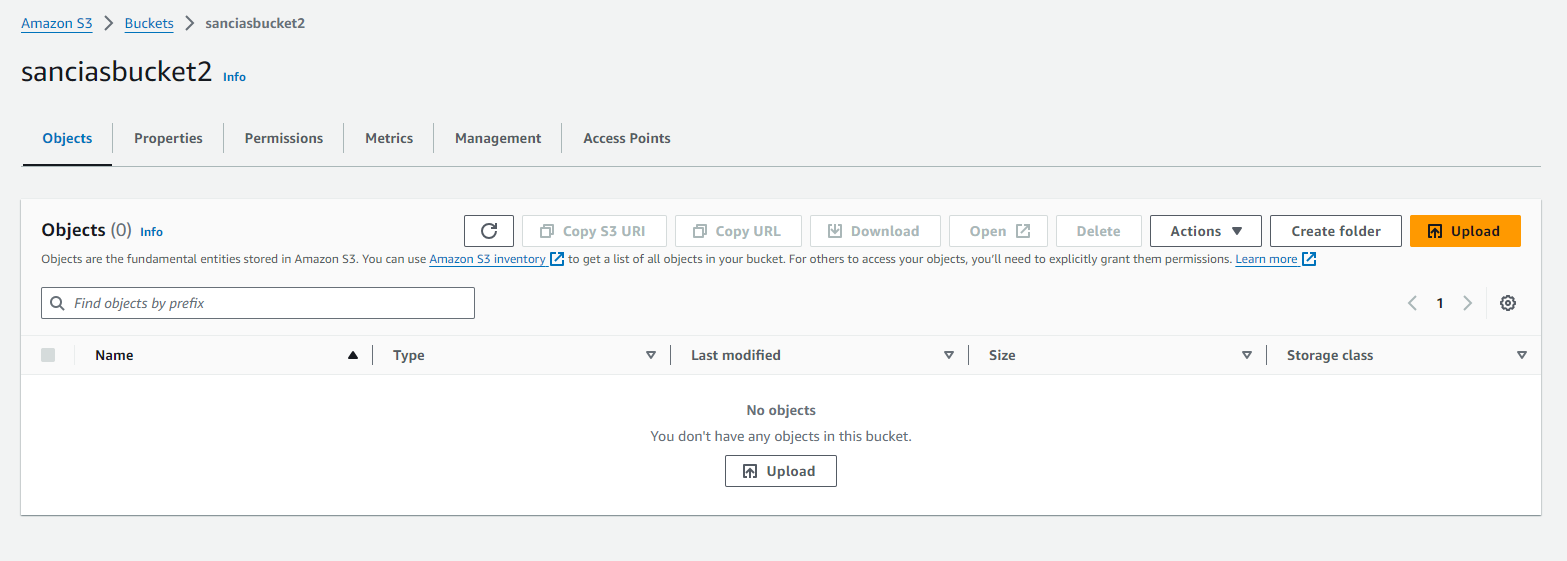 Amazon S3 Buckets sanciasbucket2
sanciasbucket2 Info
Objects Properties Permissions Metrics Management Access Points
Objects (0) Info Copy S3 URI Copy URL Download Open Delete Actions Create folder Upload
Objects are the fundamental entities stored in Amazon S3. You can use Amazon S3 inventory to get a list of all objects in your bucket. For others to access your objects, you'll need to explicitly grant them permissions. Learn more
Find objects by prefix 1
Name Type Last modified Size Storage class
No objects
You don't have any objects in this bucket.
Upload